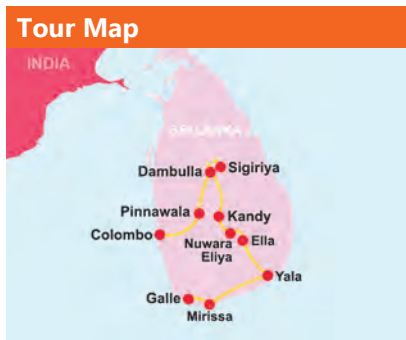 Tour Map
INDIA
SRI LANKA
Dambulla
Sigiriya
Pinnawala
Kandy
Colombo
Nuwara
Eliya
Ella
Yala
Galle
Mirissa